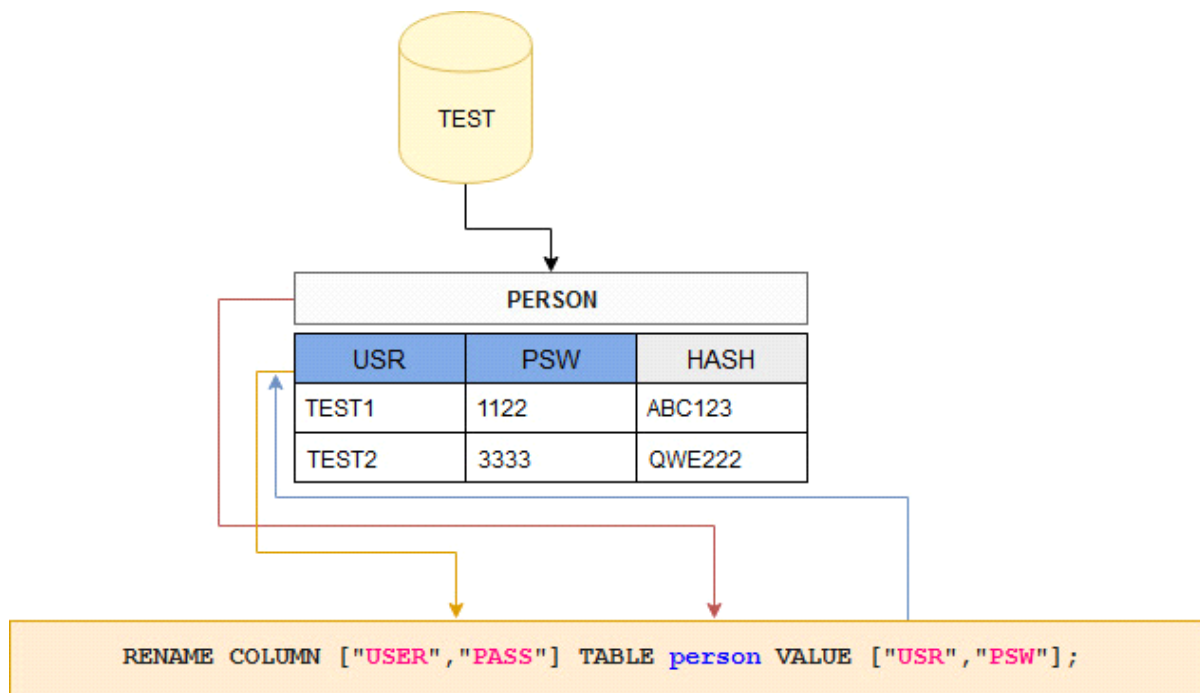 TEST
PERSON
USR PSW HASH
TEST1 1122 ABC123
TEST2 3333 QWE222
RENAME COLUMN ["USER","PASS"] TABLE person VALUE ["USR","PSW"];